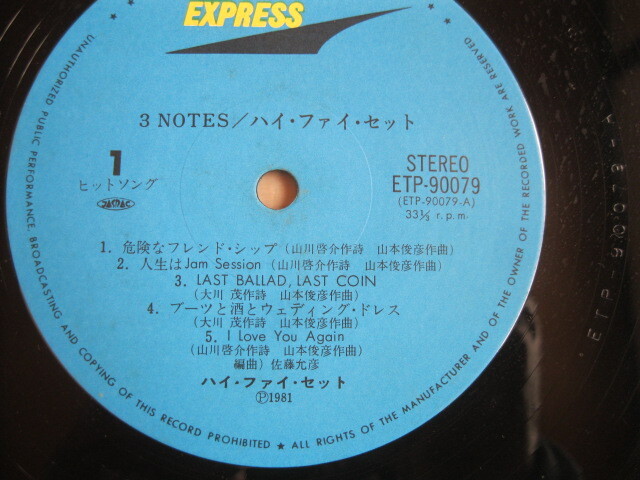 EXPRESS
3 NOTES/ハイ・ファイ・セット
1
ヒットソング
JASRAC
STEREO
ETP-90079
(ETP-90079-A)
33⅓ r.p.m.
1. 危険なフレンド・シップ (山川啓介作詩 山本俊彦作曲)
2. 人生はJam Session (山川啓介作詩 山本俊彦作曲)
3. LAST BALLAD, LAST COIN
(大川 茂作詩 山本俊彦作曲)
4. ブーツと酒とウェディング・ドレス
(大川 茂作詩 山本俊彦作曲)
5. I Love You Again
(山川啓介作詩 山本俊彦作曲)
編曲) 佐藤允彦
ハイ・ファイ・セット
Ⓟ1981
UNAUTHORIZED PUBLIC PERFORMANCE, BROADCASTING AND COPYING OF THIS RECORD PROHIBITED ★ ALL RIGHTS OF THE MANUFACTURER AND OF THE OWNER OF THE RECORDED WORK ARE RESERVED
ETP-90079-A